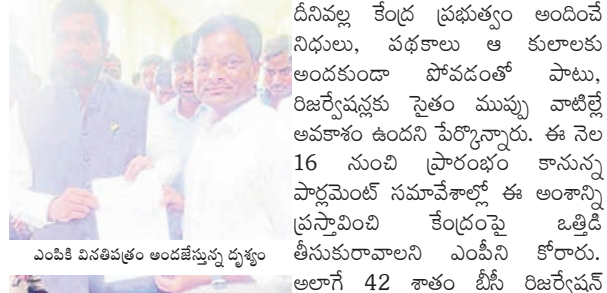 దీనివల్ల కేంద్ర ప్రభుత్వం అందించే
నిధులు, పథకాలు ఆ కులాలకు
అందకుండా పోవడంతో పాటు,
రిజర్వేషన్లకు సైతం ముప్పు వాటిల్లే
అవకాశం ఉందని పేర్కొన్నారు. ఈ నెల
16 నుంచి ప్రారంభం కానున్న
పార్లమెంట్ సమావేశాల్లో ఈ అంశాన్ని
ప్రస్తావించి కేంద్రంపై ఒత్తిడి
తీసుకురావాలని ఎంపీని కోరారు.
అలాగే 42 శాతం బీసీ రిజర్వేషన్
ఎంపికి వినతిపత్రం అందజేస్తున్న దృశ్యం